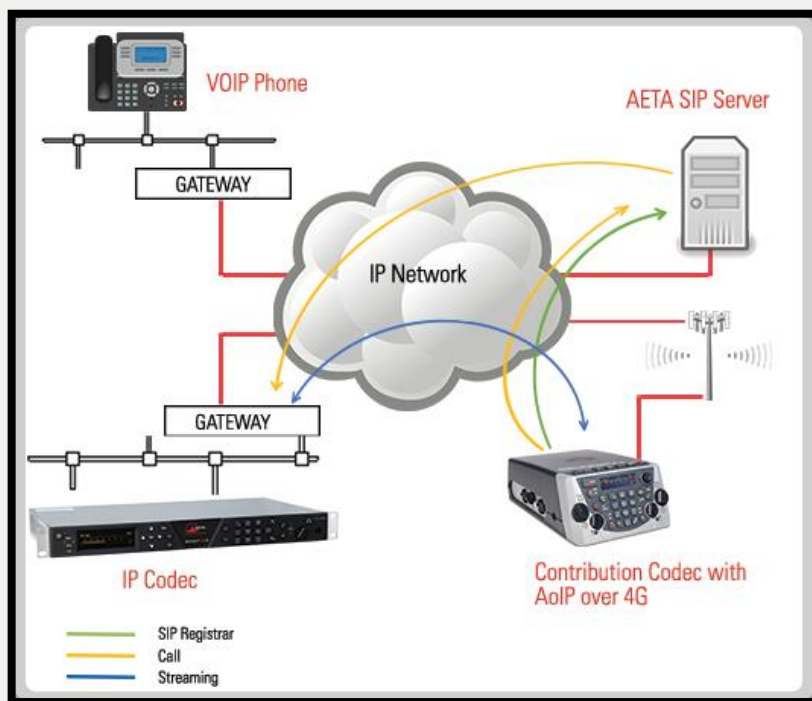 VOIP Phone
AETA SIP Server
GATEWAY
IP Network
GATEWAY
IP Codec
Contribution Codec with
AoIP over 4G
SIP Registrar
Call
Streaming